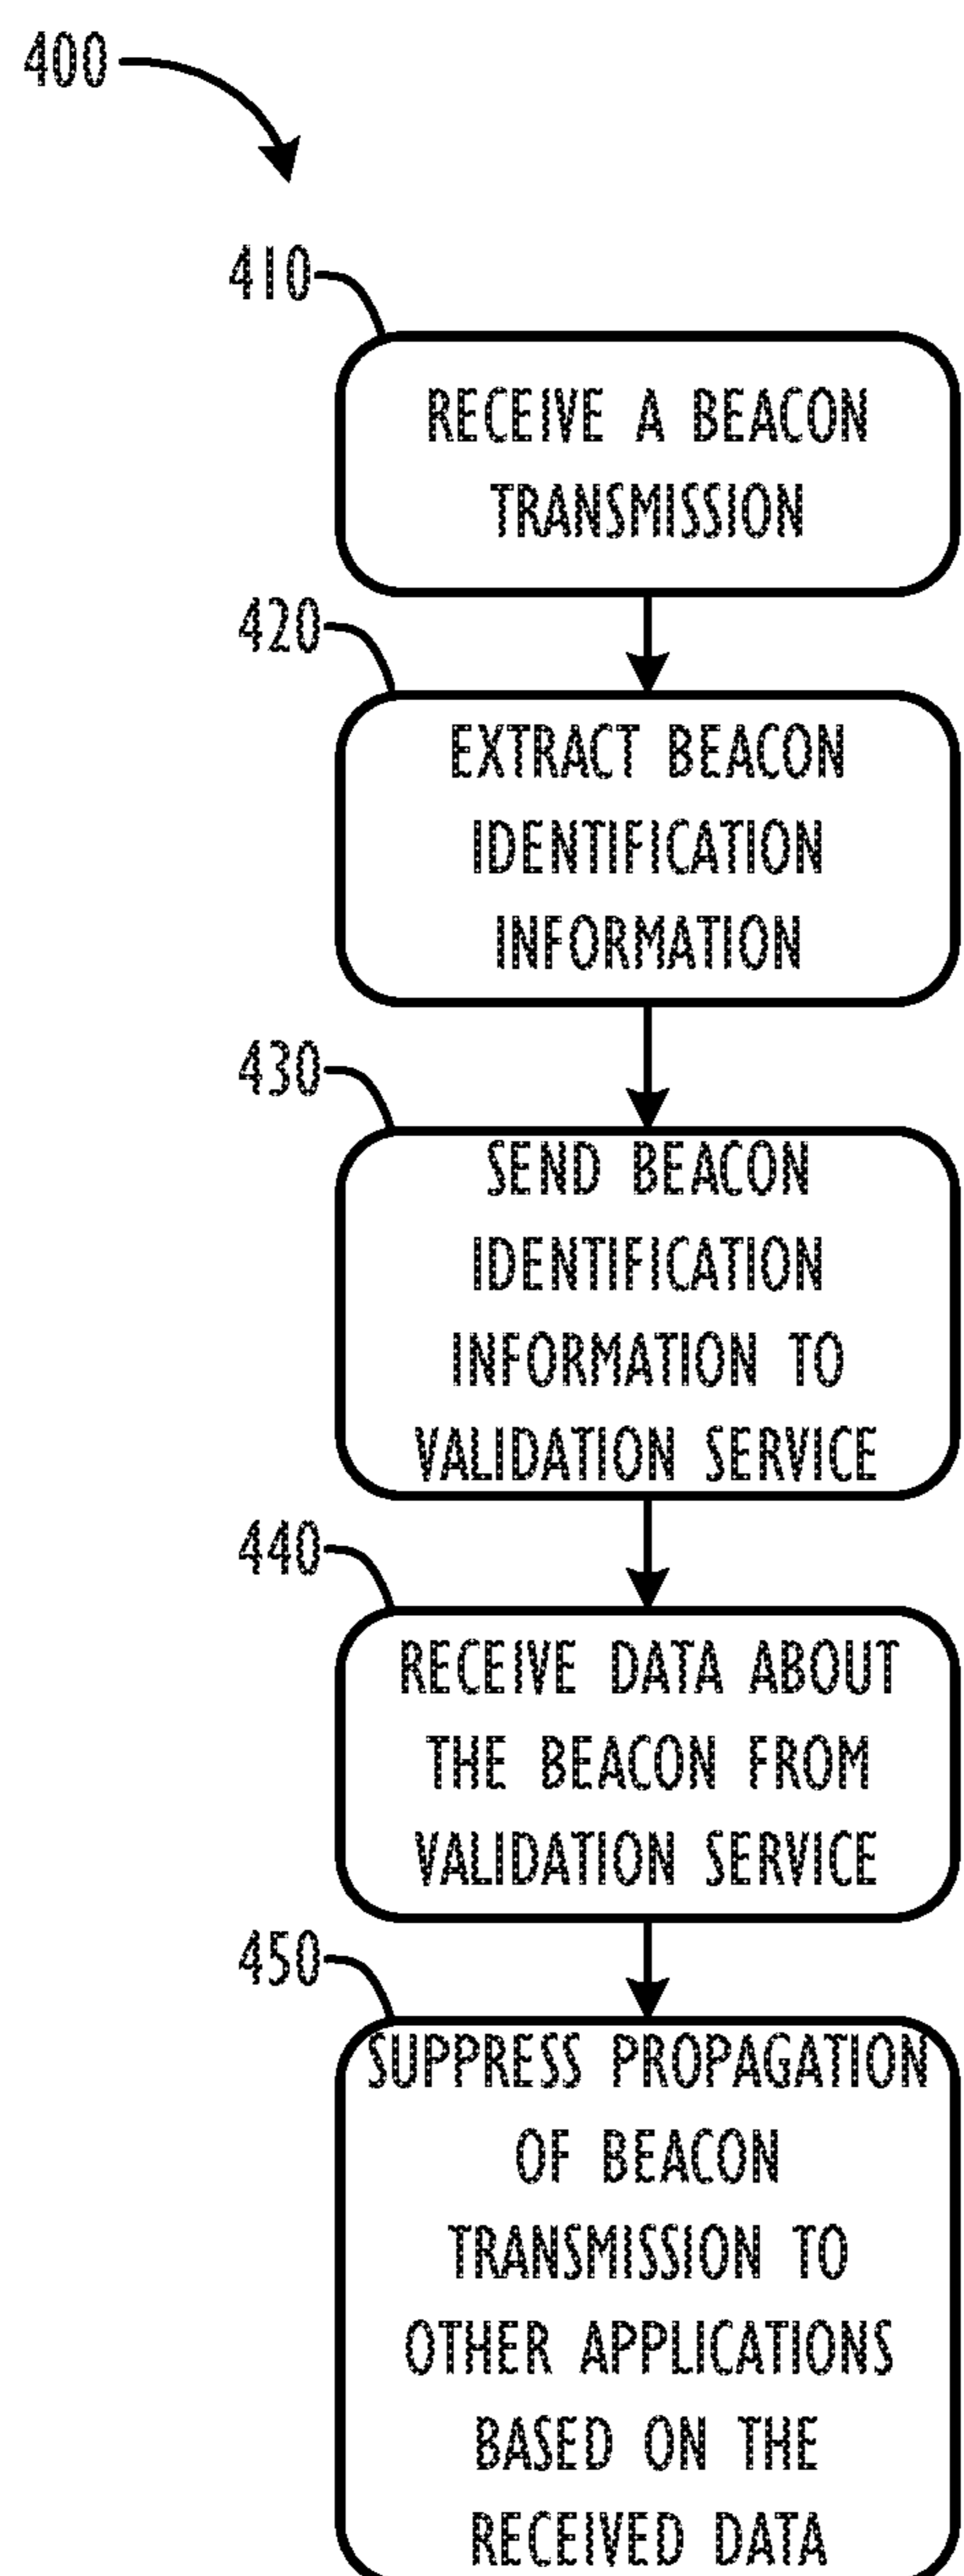 400
410
RECEIVE A BEACON
TRANSMISSION
420
EXTRACT BEACON
IDENTIFICATION
INFORMATION
430
SEND BEACON
IDENTIFICATION
INFORMATION TO
VALIDATION SERVICE
440
RECEIVE DATA ABOUT
THE BEACON FROM
VALIDATION SERVICE
450
SUPPRESS PROPAGATION
OF BEACON
TRANSMISSION TO
OTHER APPLICATIONS
BASED ON THE
RECEIVED DATA